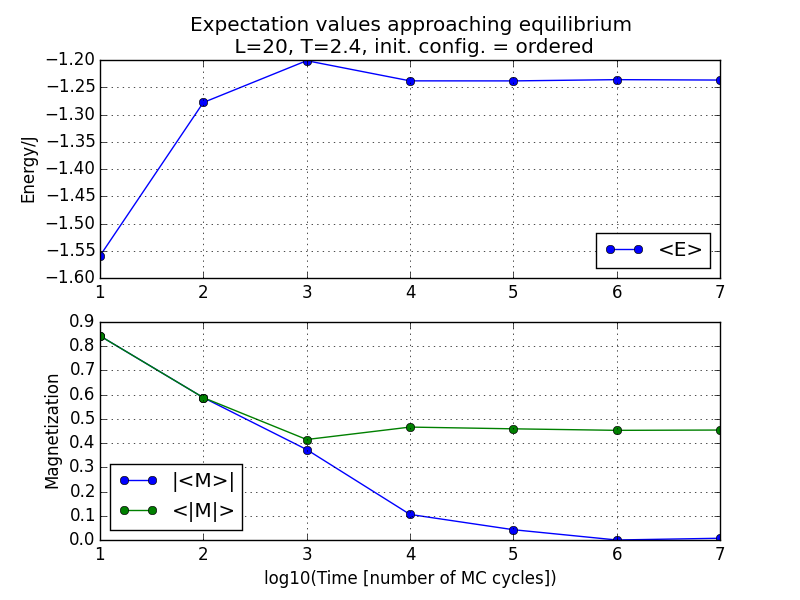 Expectation values approaching equilibrium
L=20, T=2.4, init. config. = ordered
−1.20
−1.25
−1.30
−1.35
−1.40
−1.45
−1.50
−1.55
−1.60
Energy/J
<E>
1 2 3 4 5 6 7
0.9
0.8
0.7
0.6
0.5
0.4
0.3
0.2
0.1
0.0
Magnetization
|<M>|
<|M|>
1 2 3 4 5 6 7
log10(Time [number of MC cycles])